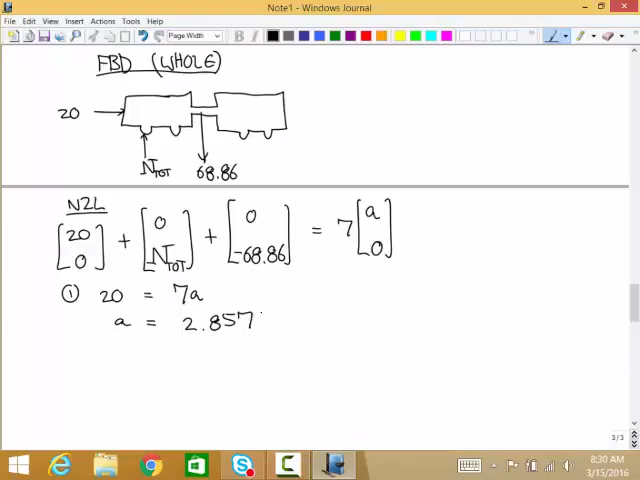 Note1 - Windows Journal
File Edit View Insert Actions Tools Help
Page Width
FBD (WHOLE)
20
N_TOT 68.86
N2L
[20 0] + [0 N_TOT] + [0 -68.86] = 7 [a 0]
① 20 = 7a
a = 2.857
3/3
8:30 AM
3/15/2016